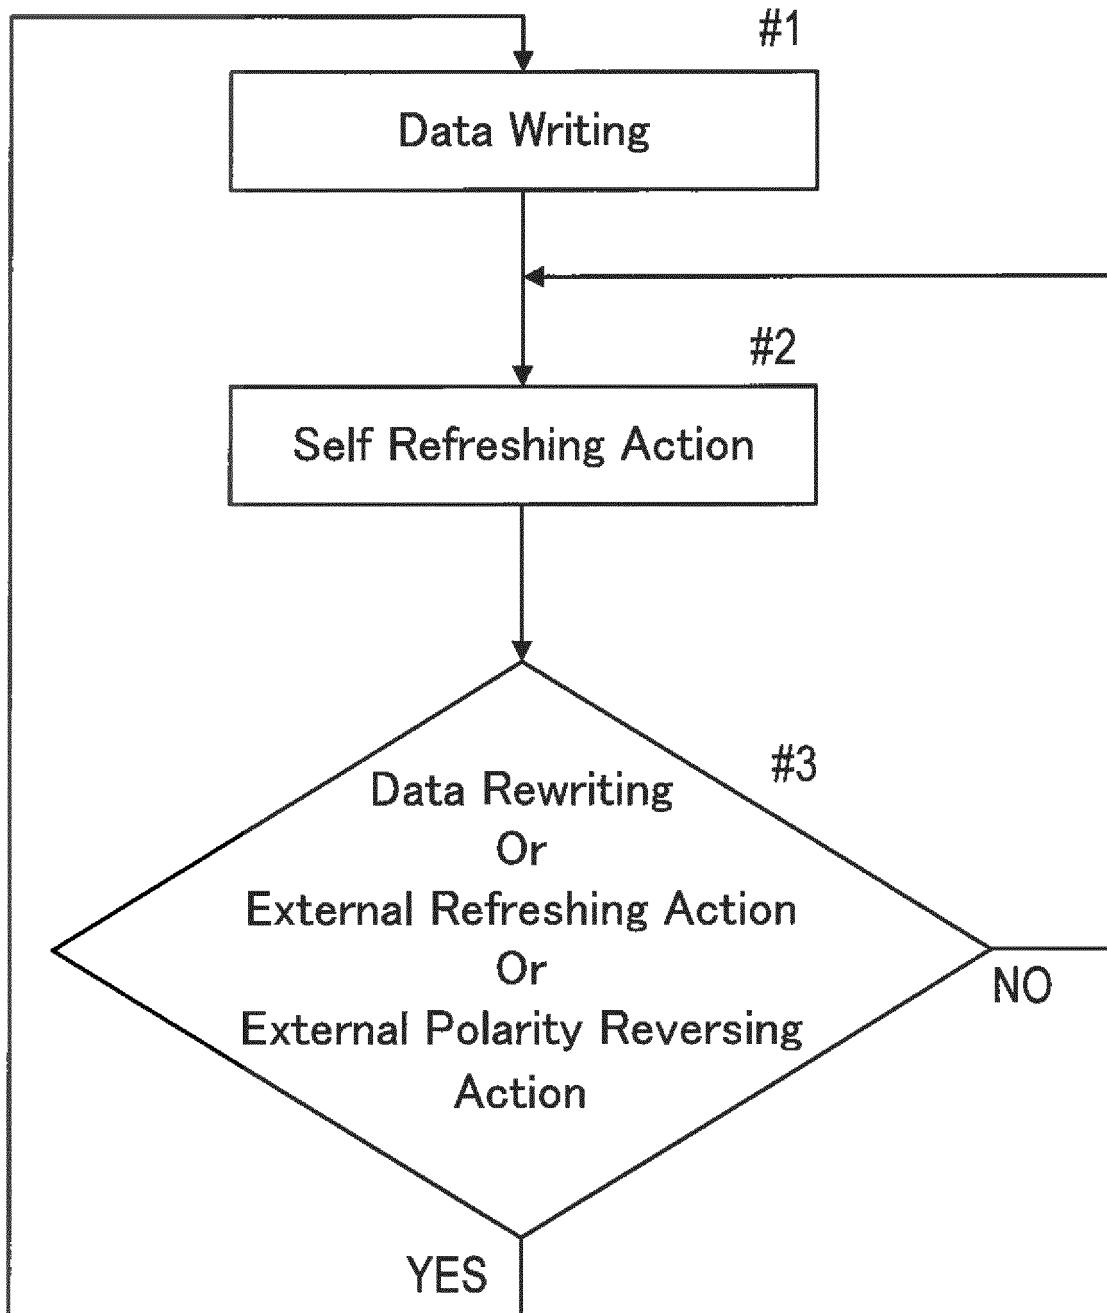 #1
Data Writing
#2
Self Refreshing Action
#3
Data Rewriting
Or
External Refreshing Action
Or
External Polarity Reversing
Action
NO
YES